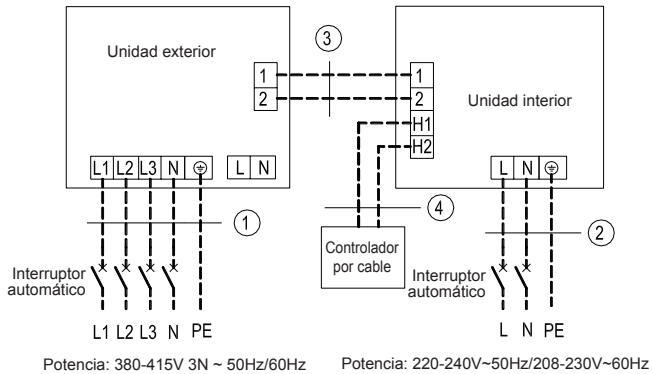 Unidad exterior
1
2
3
1
2
H1
H2
Unidad interior
L1 L2 L3 N L N
L N
1
4
2
Controlador
por cable
Interruptor
automático
Interruptor
automático
L1 L2 L3 N PE
L N PE
Potencia: 380-415V 3N ~ 50Hz/60Hz
Potencia: 220-240V~50Hz/208-230V~60Hz